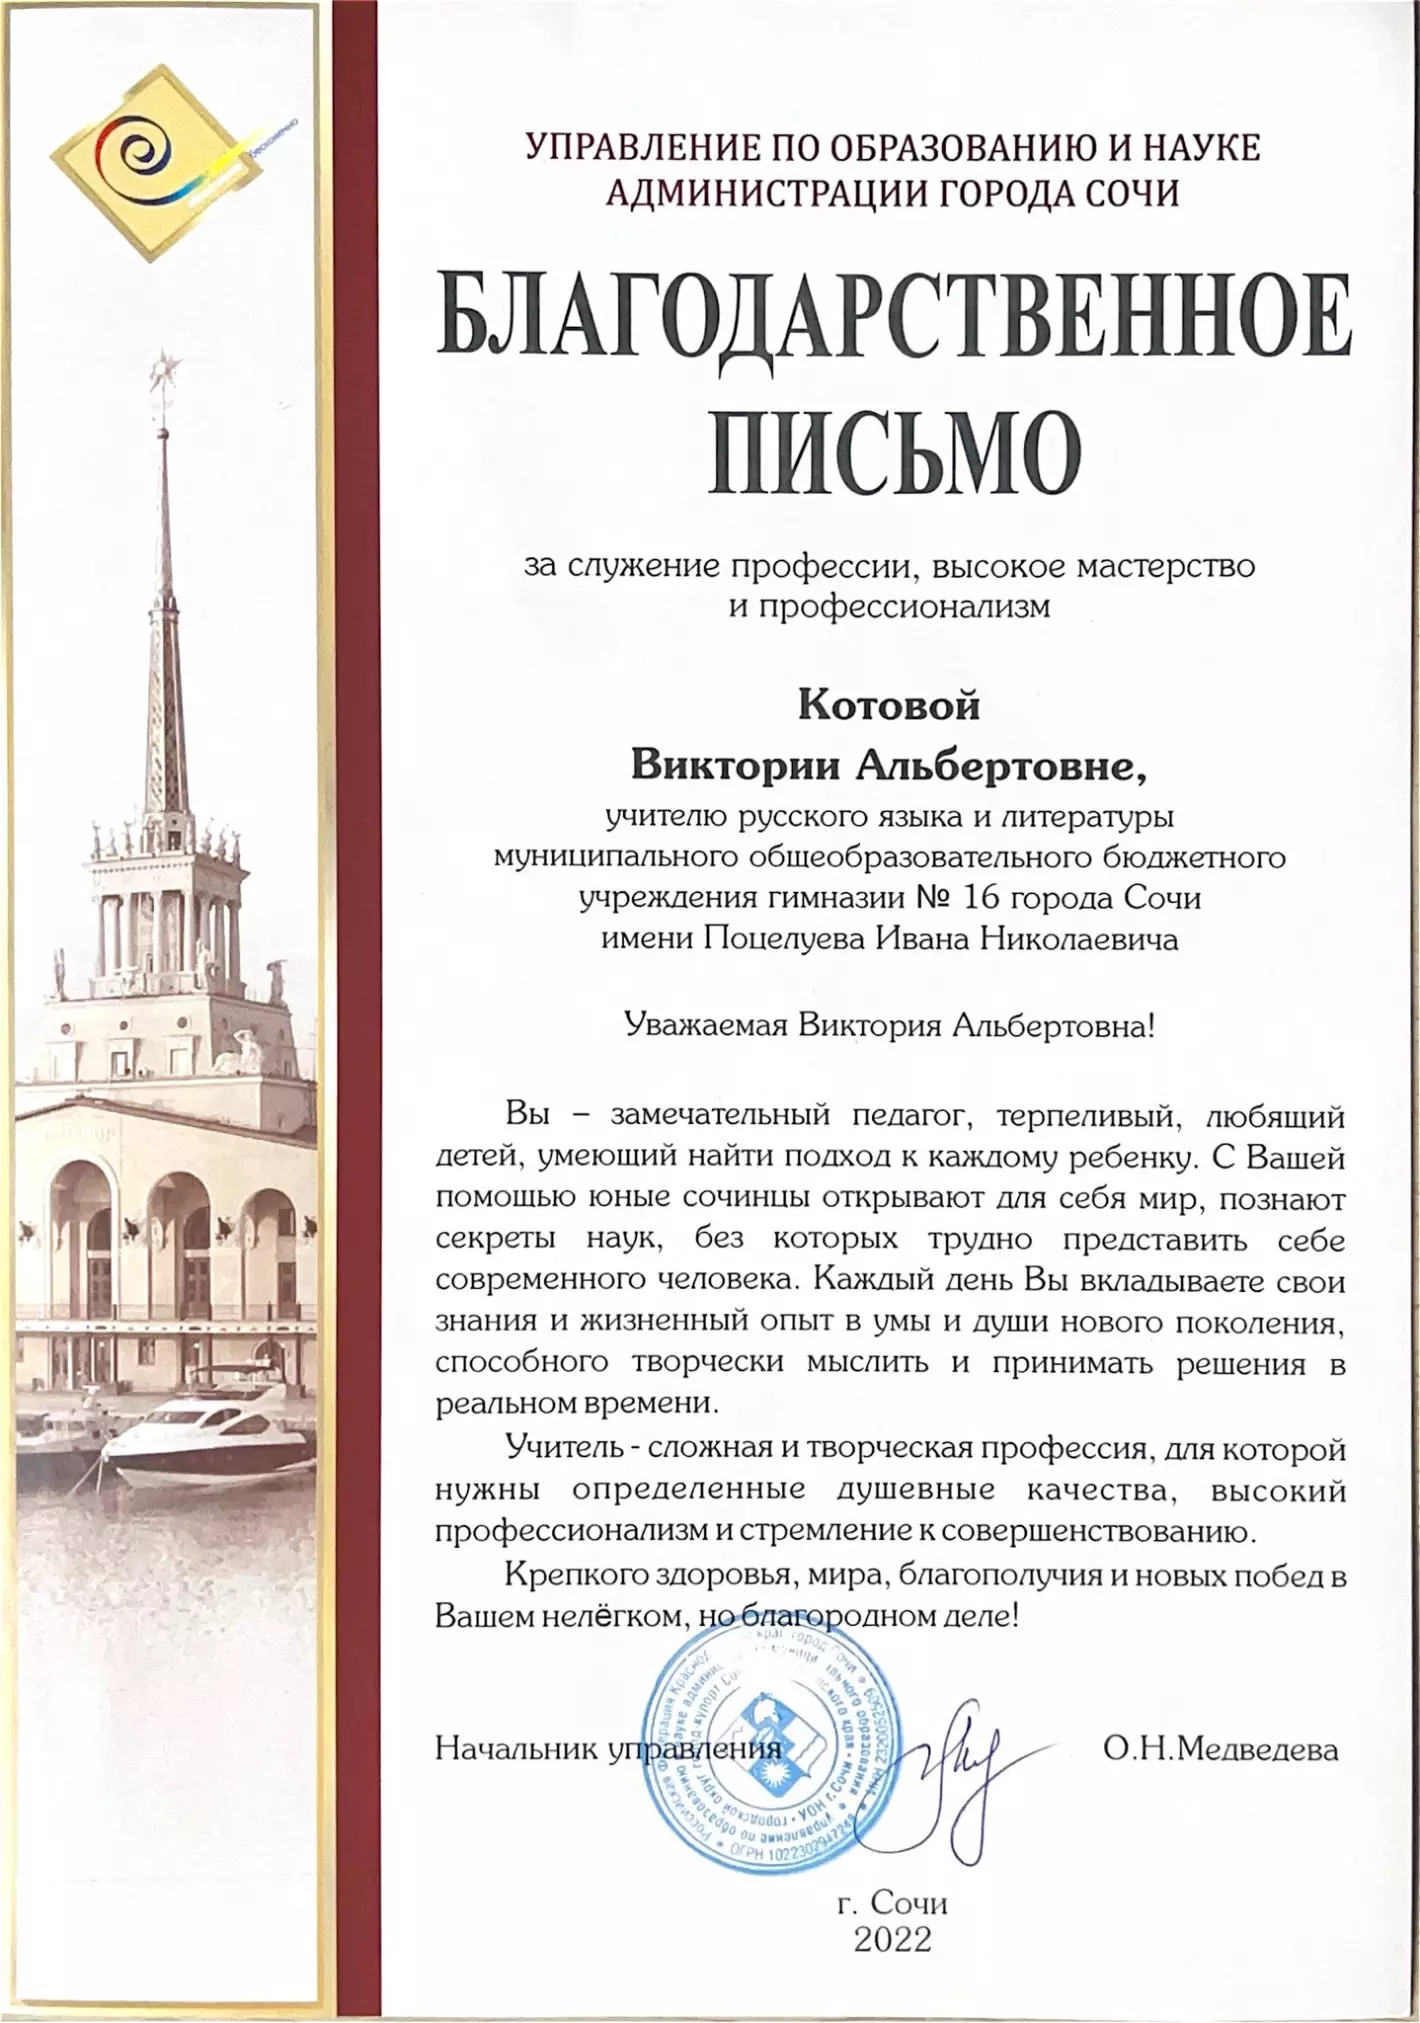 бесконечно
УПРАВЛЕНИЕ ПО ОБРАЗОВАНИЮ И НАУКЕ
АДМИНИСТРАЦИИ ГОРОДА СОЧИ
БЛАГОДАРСТВЕННОЕ
ПИСЬМО
за служение профессии, высокое мастерство
и профессионализм
Котовой
Виктории Альбертовне,
учителю русского языка и литературы
муниципального общеобразовательного бюджетного
учреждения гимназии № 16 города Сочи
имени Поцелуева Ивана Николаевича
Уважаемая Виктория Альбертовна!
Вы – замечательный педагог, терпеливый, любящий
детей, умеющий найти подход к каждому ребенку. С Вашей
помощью юные сочинцы открывают для себя мир, познают
секреты наук, без которых трудно представить себе
современного человека. Каждый день Вы вкладываете свои
знания и жизненный опыт в умы и души нового поколения,
способного творчески мыслить и принимать решения в
реальном времени.
Учитель - сложная и творческая профессия, для которой
нужны определенные душевные качества, высокий
профессионализм и стремление к совершенствованию.
Крепкого здоровья, мира, благополучия и новых побед в
Вашем нелёгком, но благородном деле!
Начальник управления
О.Н.Медведева
г. Сочи
2022